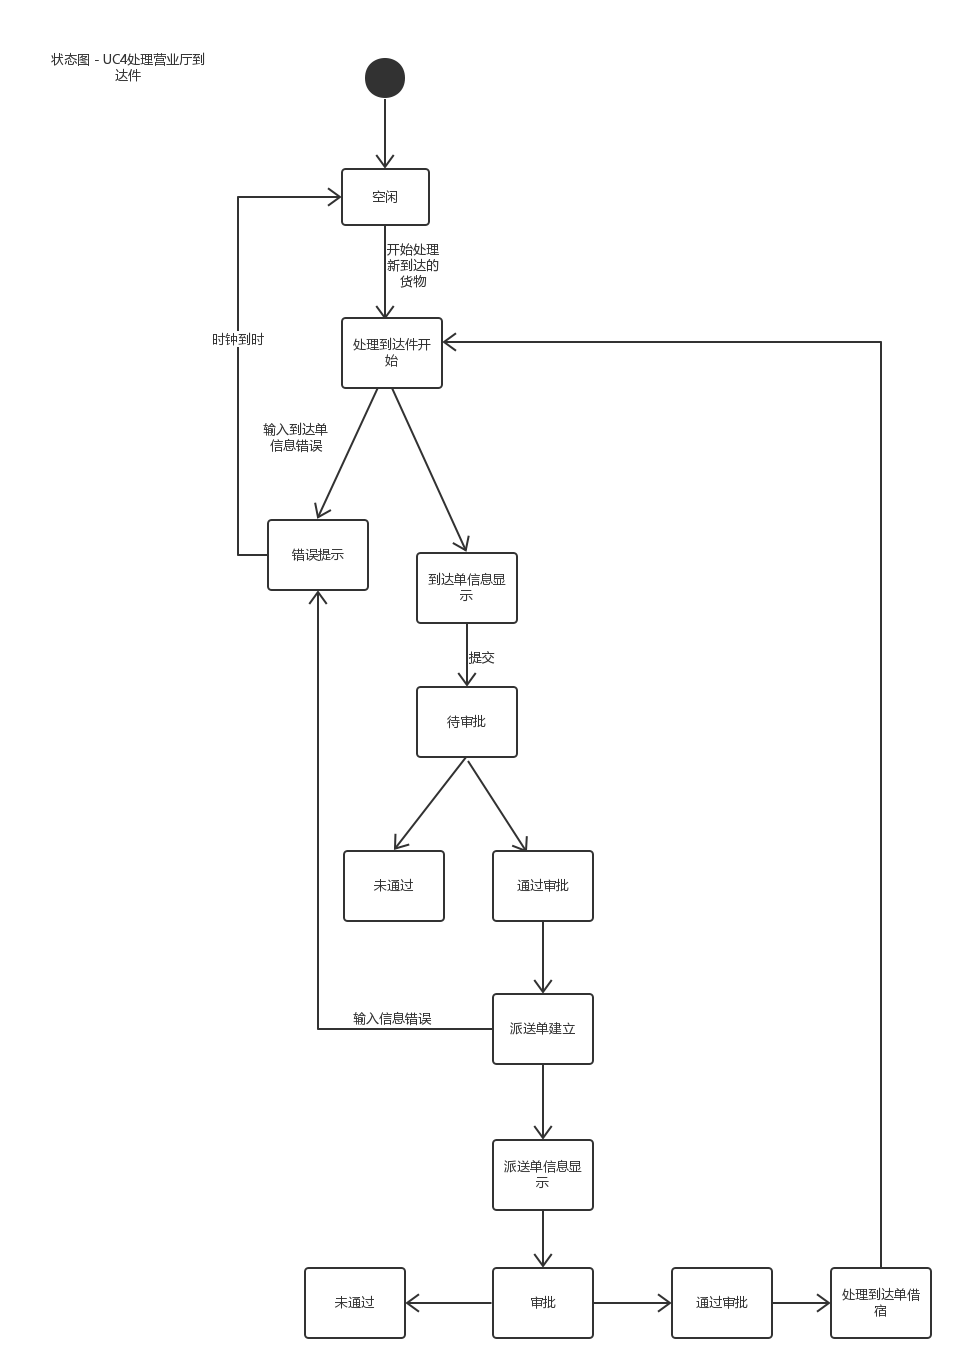 状态图 - UC4处理营业厅到
达件
空闲
开始处理
新到达的
货物
时钟到时
处理到达件开
始
输入到达单
信息错误
错误提示
到达单信息显
示
提交
待审批
未通过
通过审批
输入信息错误
派送单建立
派送单信息显
示
未通过
审批
通过审批
处理到达单借
宿